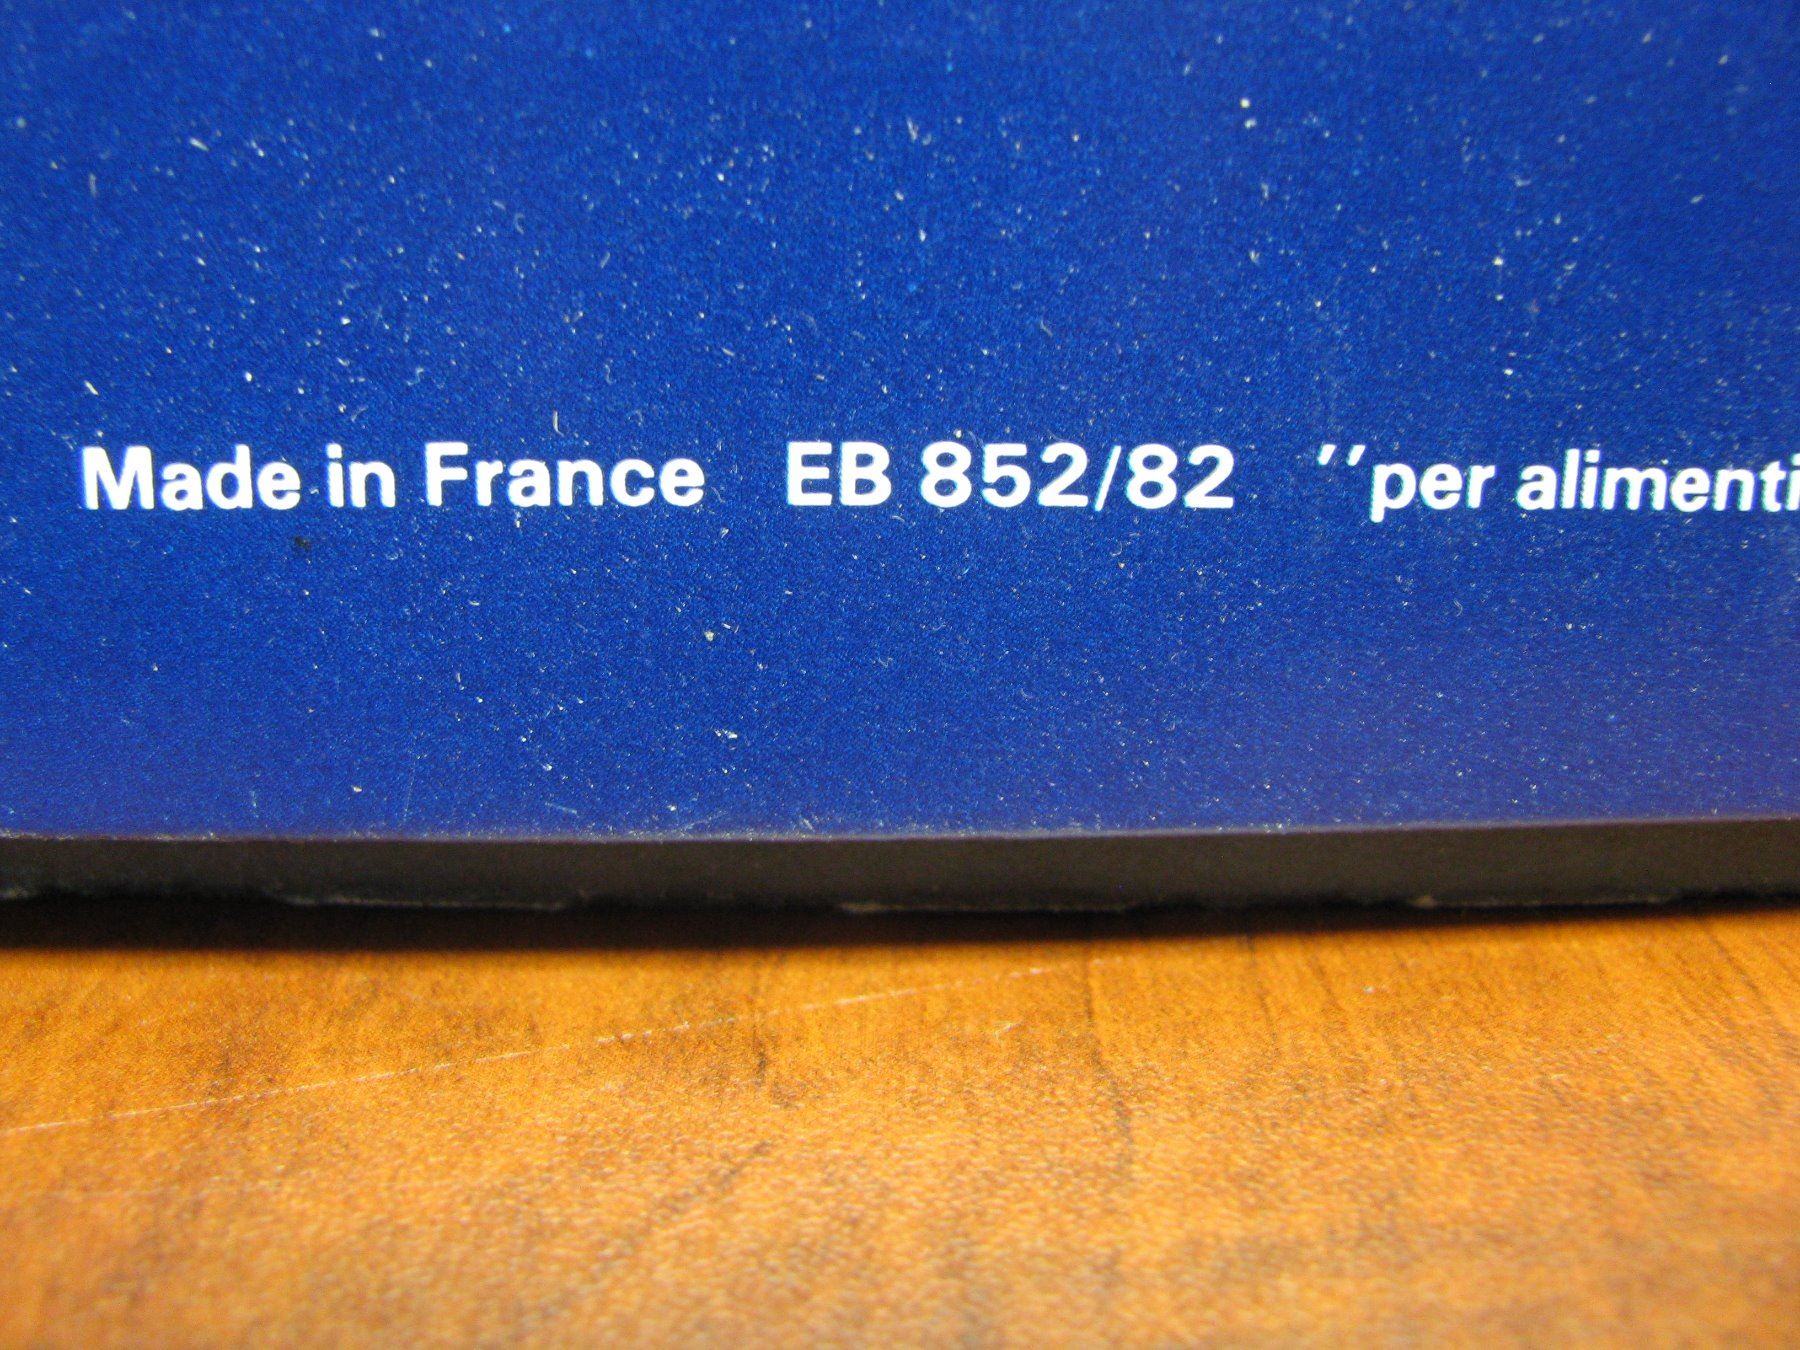 Made in France EB 852/82 ″per alimenti